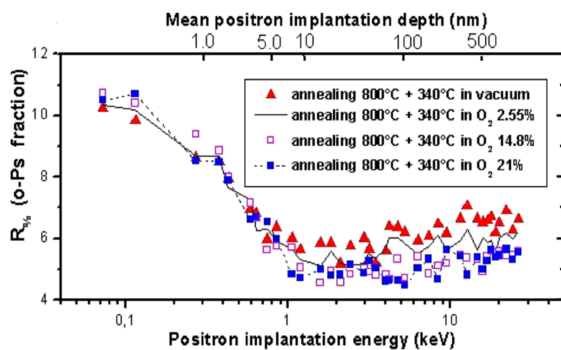 Mean positron implantation depth (nm)
1.0 5.0 10 100 500
12
10
8
6
4
R% (o-Ps fraction)
annealing 800°C + 340°C in vacuum
annealing 800°C + 340°C in O2 2.55%
annealing 800°C + 340°C in O2 14.8%
annealing 800°C + 340°C in O2 21%
0,1 1 10
Positron implantation energy (keV)